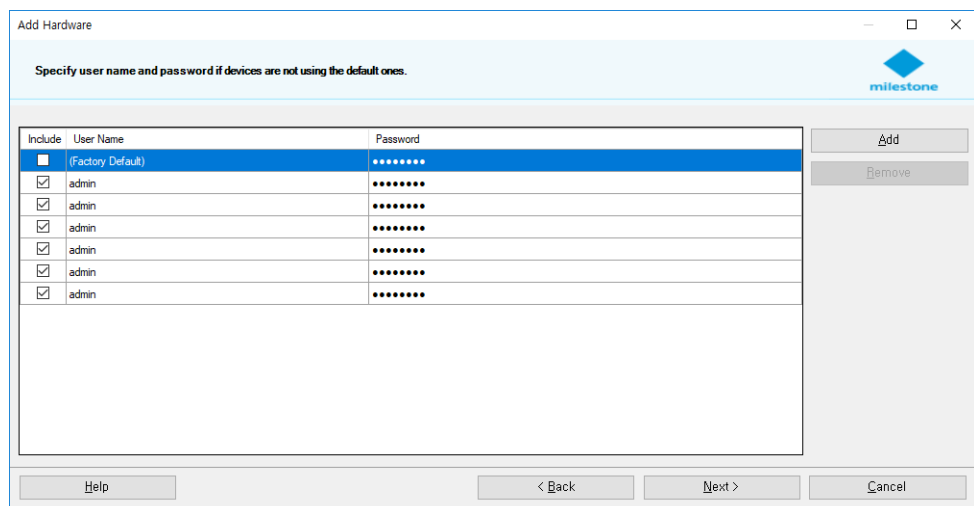 Add Hardware
Specify user name and password if devices are not using the default ones.
milestone
Include User Name Password
(Factory Default) ●●●●●●●●
admin ●●●●●●●●
admin ●●●●●●●●
admin ●●●●●●●●
admin ●●●●●●●●
admin ●●●●●●●●
admin ●●●●●●●●
Add
Remove
Help
< Back
Next >
Cancel